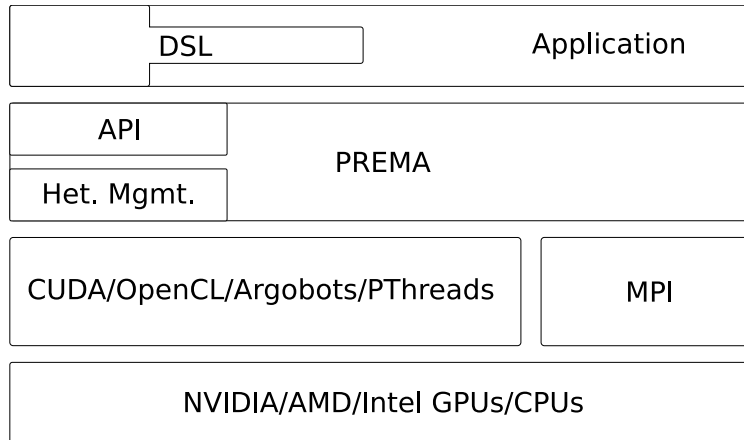 DSL
Application
API
PREMA
Het. Mgmt.
CUDA/OpenCL/Argobots/PThreads
MPI
NVIDIA/AMD/Intel GPUs/CPUs